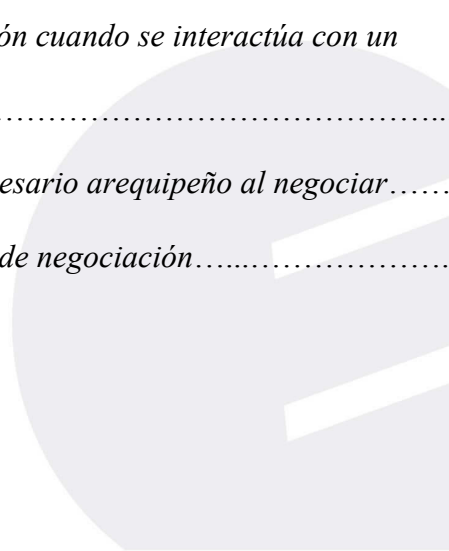 ón cuando se interactúa con un
…………………………………….
esario arequipeño al negociar……
de negociación…...……………….